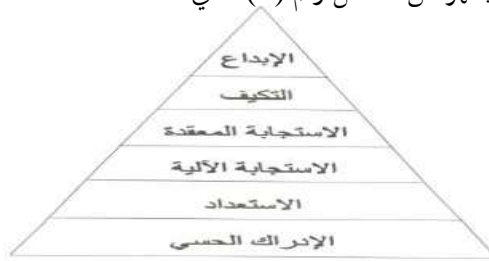 الإبداع
التكيف
الاستجابة المعقدة
الاستجابة الآلية
الاستعداد
الإدراك الحسي